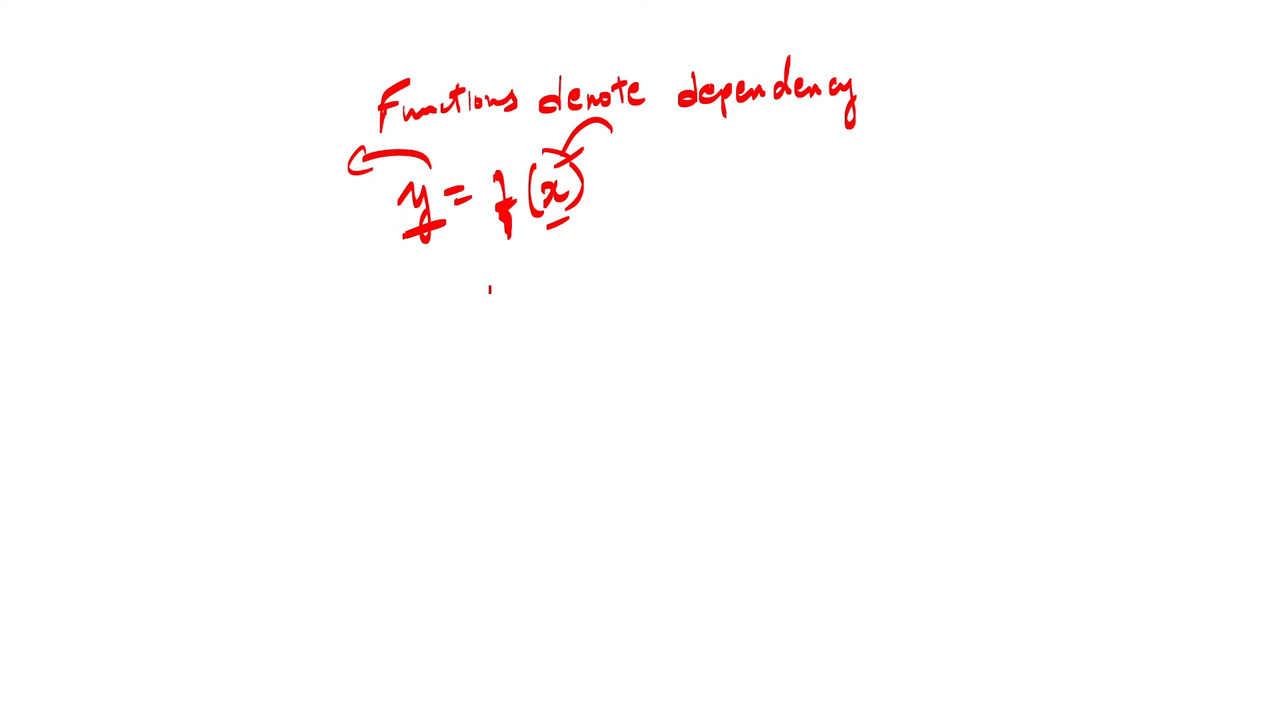 Functions denote dependency
y = f(x)